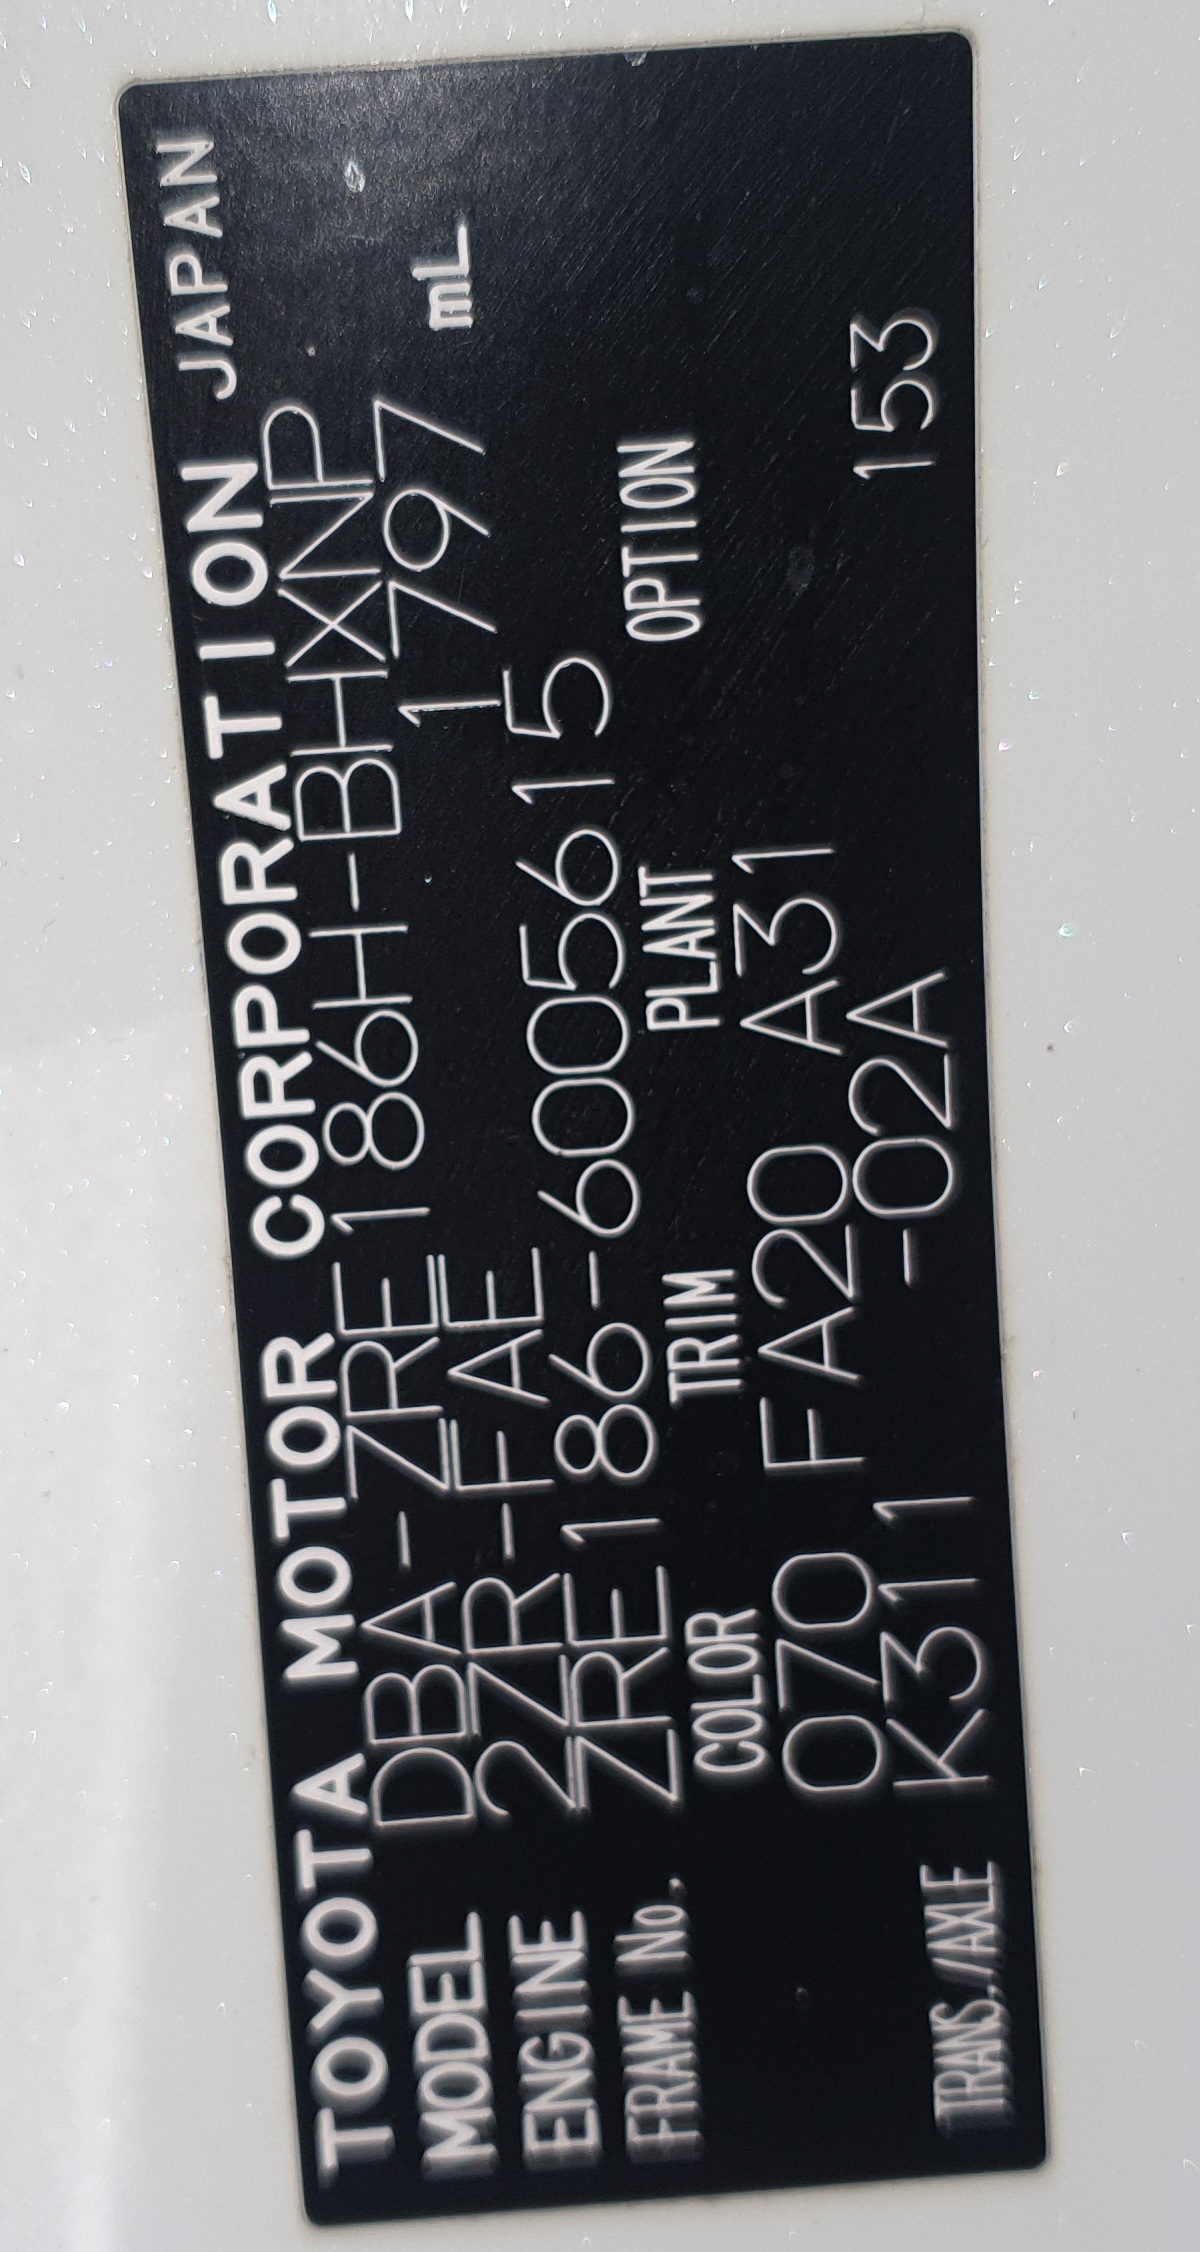 TOYOTA MOTOR CORPORATION JAPAN
MODEL DBA-ZRE186H-BHXNP
ENGINE 2ZR-FAE 1797 mL
FRAME No. ZRE186-6005615
COLOR TRIM PLANT OPTION
070 FA20 A31
TRANS./AXLE K311 -02A 153